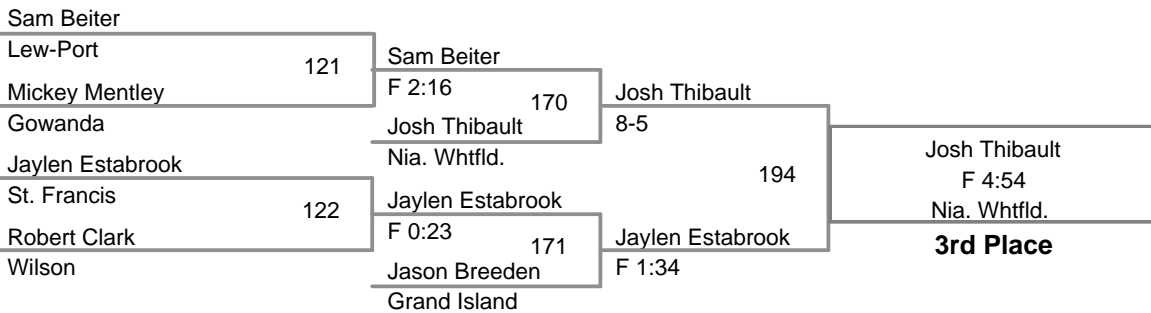 Sam Beiter
Lew-Port
121
Mickey Mentley
Gowanda
Jaylen Estabrook
St. Francis
122
Robert Clark
Wilson
Sam Beiter
F 2:16
170
Josh Thibault
Nia. Whtfld.
Jaylen Estabrook
F 0:23
171
Jason Breeden
Grand Island
Josh Thibault
8-5
194
Jaylen Estabrook
F 1:34
Josh Thibault
F 4:54
Nia. Whtfld.
3rd Place